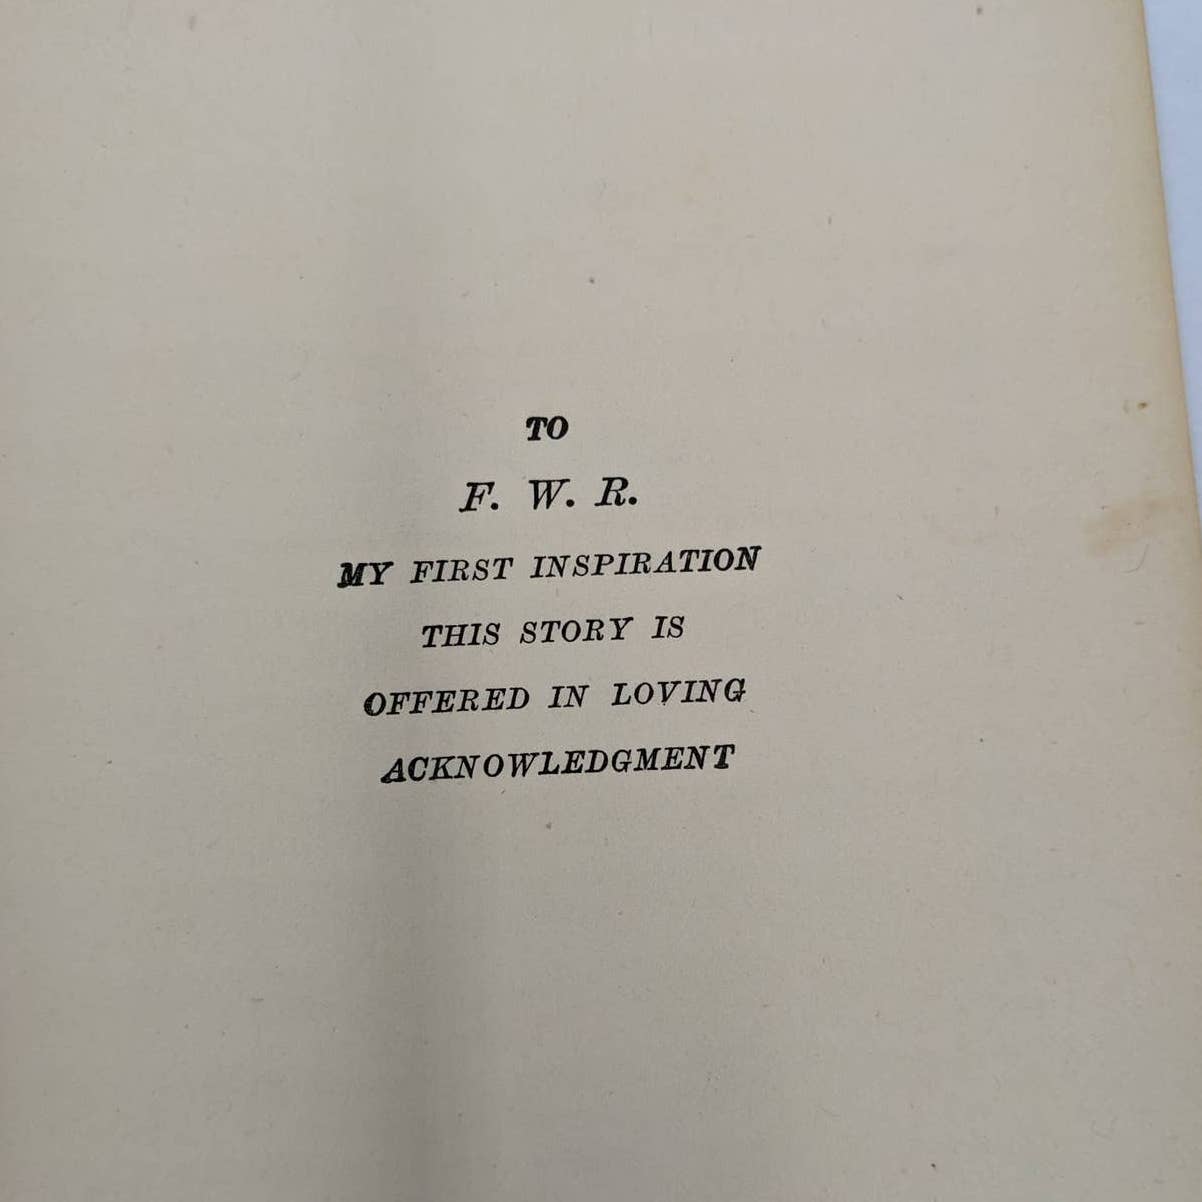 TO
F. W. R.
MY FIRST INSPIRATION
THIS STORY IS
OFFERED IN LOVING
ACKNOWLEDGMENT